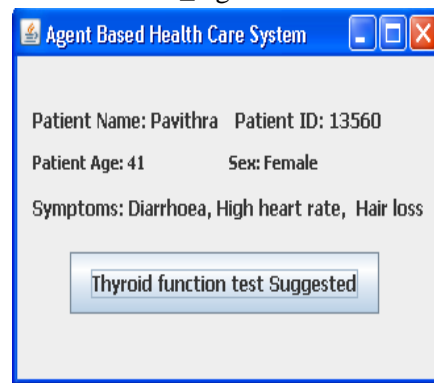 Agent Based Health Care System
Patient Name: Pavithra Patient ID: 13560
Patient Age: 41 Sex: Female
Symptoms: Diarrhoea, High heart rate, Hair loss
Thyroid function test Suggested